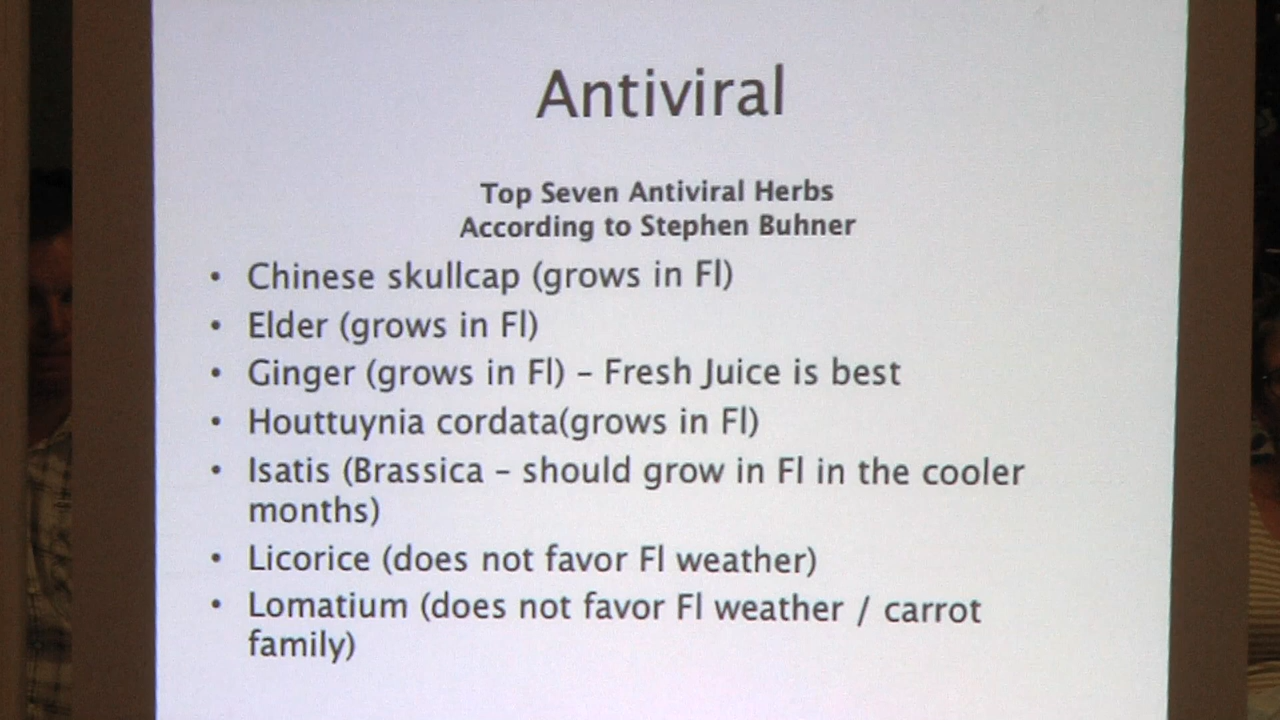 Antiviral
Top Seven Antiviral Herbs
According to Stephen Buhner
• Chinese skullcap (grows in Fl)
• Elder (grows in Fl)
• Ginger (grows in Fl) – Fresh Juice is best
• Houttuynia cordata(grows in Fl)
• Isatis (Brassica – should grow in Fl in the cooler
months)
• Licorice (does not favor Fl weather)
• Lomatium (does not favor Fl weather / carrot
family)